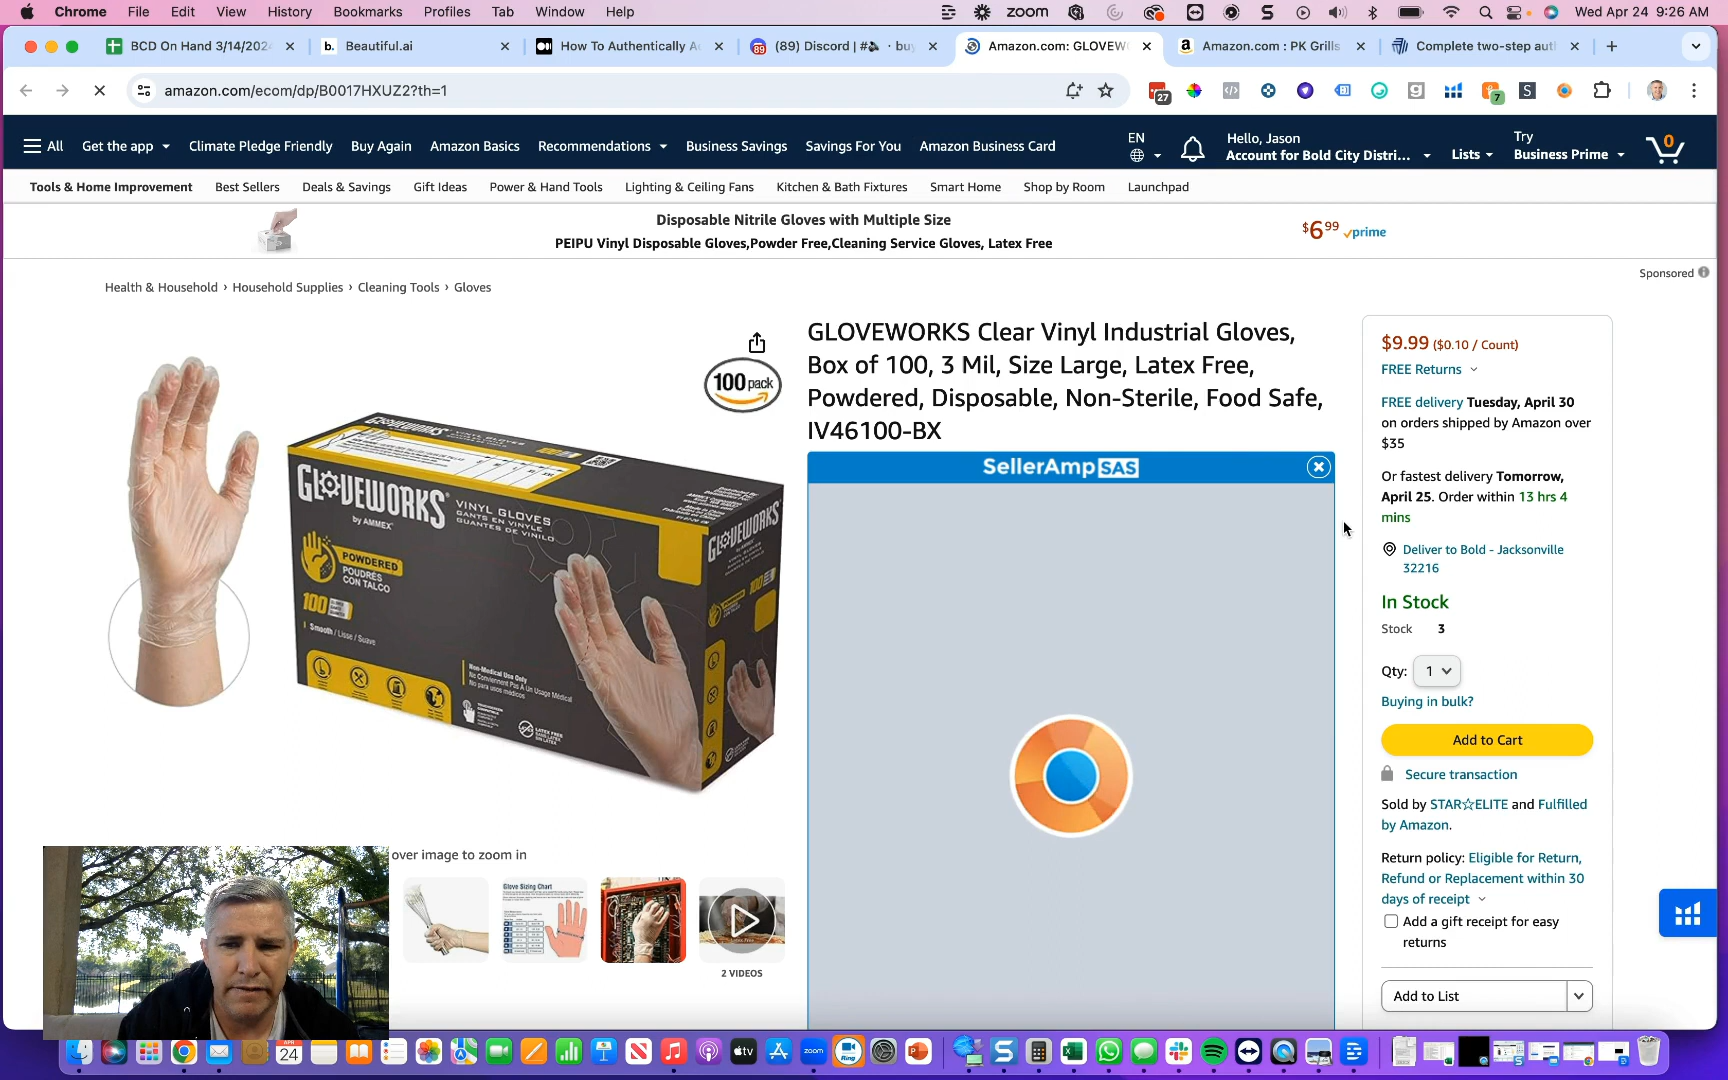 Chrome File Edit View History Bookmarks Profiles Tab Window Help zoom Wed Apr 24 9:26 AM
BCD On Hand 3/14/202 Beautiful.ai How To Authentically A (89) Discord | # · buy Amazon.com: GLOVEW Amazon.com : PK Grills Complete two-step aut
amazon.com/ecom/dp/B0017HXUZ2?th=1
27 7
All Get the app Climate Pledge Friendly Buy Again Amazon Basics Recommendations Business Savings Savings For You Amazon Business Card
EN
Hello, Jason
Account for Bold City Distri...
Lists
Try
Business Prime
0
Tools & Home Improvement Best Sellers Deals & Savings Gift Ideas Power & Hand Tools Lighting & Ceiling Fans Kitchen & Bath Fixtures Smart Home Shop by Room Launchpad
Disposable Nitrile Gloves with Multiple Size
PEIPU Vinyl Disposable Gloves,Powder Free,Cleaning Service Gloves, Latex Free
$6.99 prime
Sponsored
Health & Household › Household Supplies › Cleaning Tools › Gloves
100 pack
GLOVEWORKS
by AMMEX
VINYL GLOVES
GANTS EN VINYLE
GUANTES DE VINILO
POWDERED
POUDRÉS
CON TALCO
100
Smooth / Lisse / Suave
Non-Medical Use Only
GLOVEWORKS
over image to zoom in
Glove Sizing Chart
2 VIDEOS
GLOVEWORKS Clear Vinyl Industrial Gloves,
Box of 100, 3 Mil, Size Large, Latex Free,
Powdered, Disposable, Non-Sterile, Food Safe,
IV46100-BX
SellerAmp SAS
$9.99 ($0.10 / Count)
FREE Returns
FREE delivery Tuesday, April 30
on orders shipped by Amazon over
$35
Or fastest delivery Tomorrow,
April 25. Order within 13 hrs 4
mins
Deliver to Bold - Jacksonville
32216
In Stock
Stock 3
Qty: 1
Buying in bulk?
Add to Cart
Secure transaction
Sold by STAR☆ELITE and Fulfilled
by Amazon.
Return policy: Eligible for Return,
Refund or Replacement within 30
days of receipt
Add a gift receipt for easy
returns
Add to List
APR
24
tv
zoom
Ring